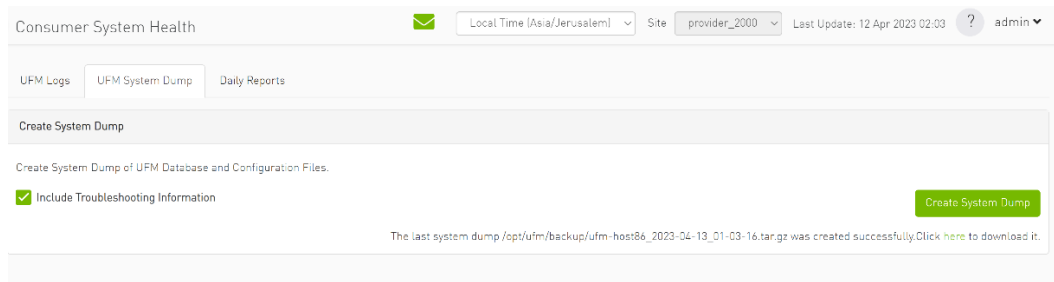 Consumer System Health
Local Time (Asia/Jerusalem)
Site
provider_2000
Last Update: 12 Apr 2023 02:03
?
admin
UFM Logs
UFM System Dump
Daily Reports
Create System Dump
Create System Dump of UFM Database and Configuration Files.
Include Troubleshooting Information
Create System Dump
The last system dump /opt/ufm/backup/ufm-host86_2023-04-13_01-03-16.tar.gz was created successfully.Click here to download it.